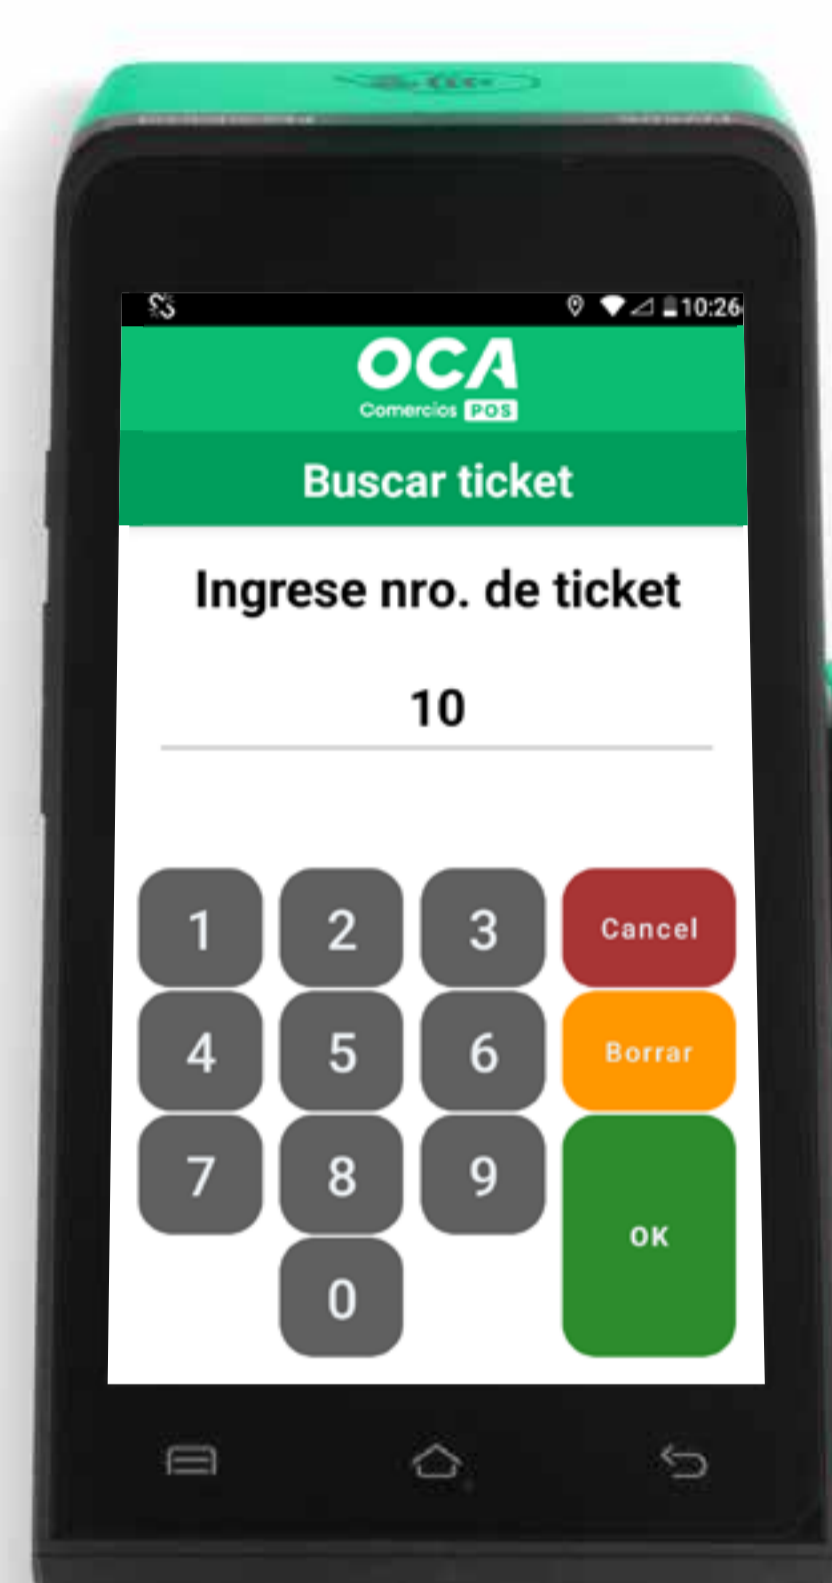 10:26
OCA
Comercios POS
Buscar ticket
Ingrese nro. de ticket
10
1 2 3 Cancel
4 5 6 Borrar
7 8 9
OK
0